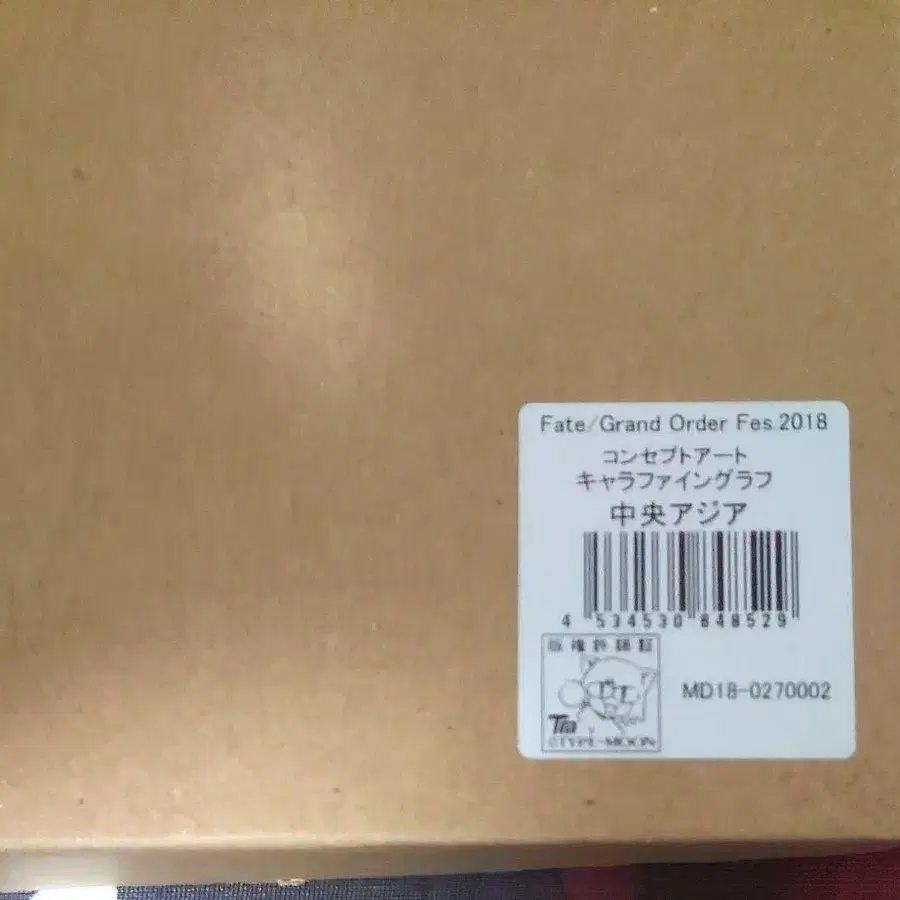 Fate/Grand Order Fes.2018
コンセプトアート
キャラファイングラフ
中央アジア
4 534530 848529
版権許諾証
MD18-0270002
©TYPE-MOON